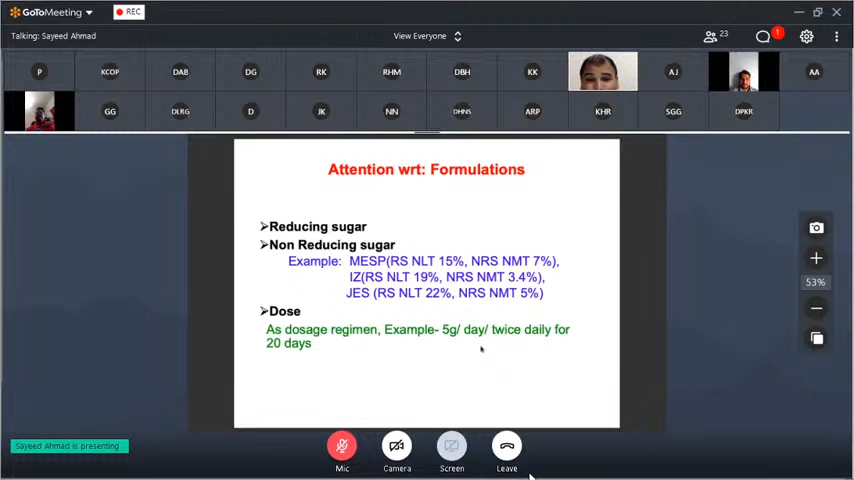 GoToMeeting
REC
Talking: Sayeed Ahmad
View Everyone
23
1
P
KCOP
DAB
DG
RK
RHM
DBH
KK
AJ
AA
GG
DLRG
D
JK
NN
DHNS
ARP
KHR
SGG
DPKR
Attention wrt: Formulations
➢Reducing sugar
➢Non Reducing sugar
Example: MESP(RS NLT 15%, NRS NMT 7%),
IZ(RS NLT 19%, NRS NMT 3.4%),
JES (RS NLT 22%, NRS NMT 5%)
➢Dose
As dosage regimen, Example- 5g/ day/ twice daily for
20 days
53%
Sayeed Ahmad is presenting
Mic
Camera
Screen
Leave